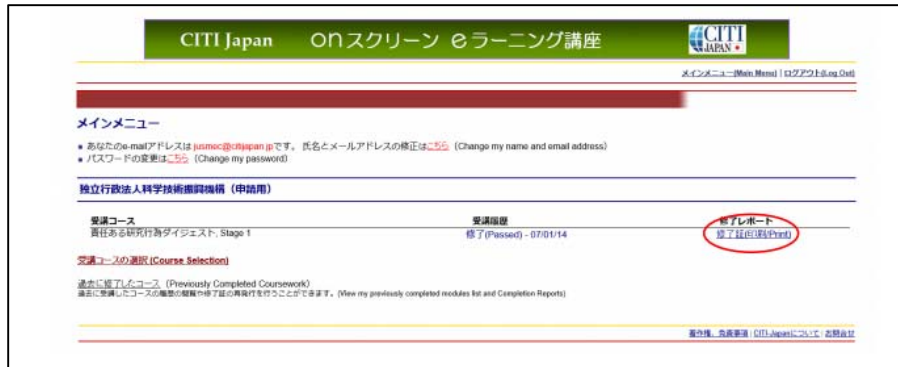 CITI Japan onスクリーン eラーニング講座
CITI
JAPAN
メインメニュー(Main Menu) | ログアウト(Log Out)
メインメニュー
あなたのe-mailアドレスは jusmec@citijapan.jpです。 氏名とメールアドレスの修正はこちら (Change my name and email address)
パスワードの変更はこちら (Change my password)
独立行政法人科学技術振興機構（申請用）
受講コース 受講履歴 修了レポート
責任ある研究行為ダイジェスト, Stage 1 修了(Passed) - 07/01/14 修了証(印刷/Print)
受講コースの選択 (Course Selection)
過去に修了したコース (Previously Completed Coursework)
過去に受講したコースの履歴の閲覧や修了証の再発行を行うことができます。(View my previously completed modules list and Completion Reports)
著作権、免責事項 | CITI-Japanについて | お問合せ